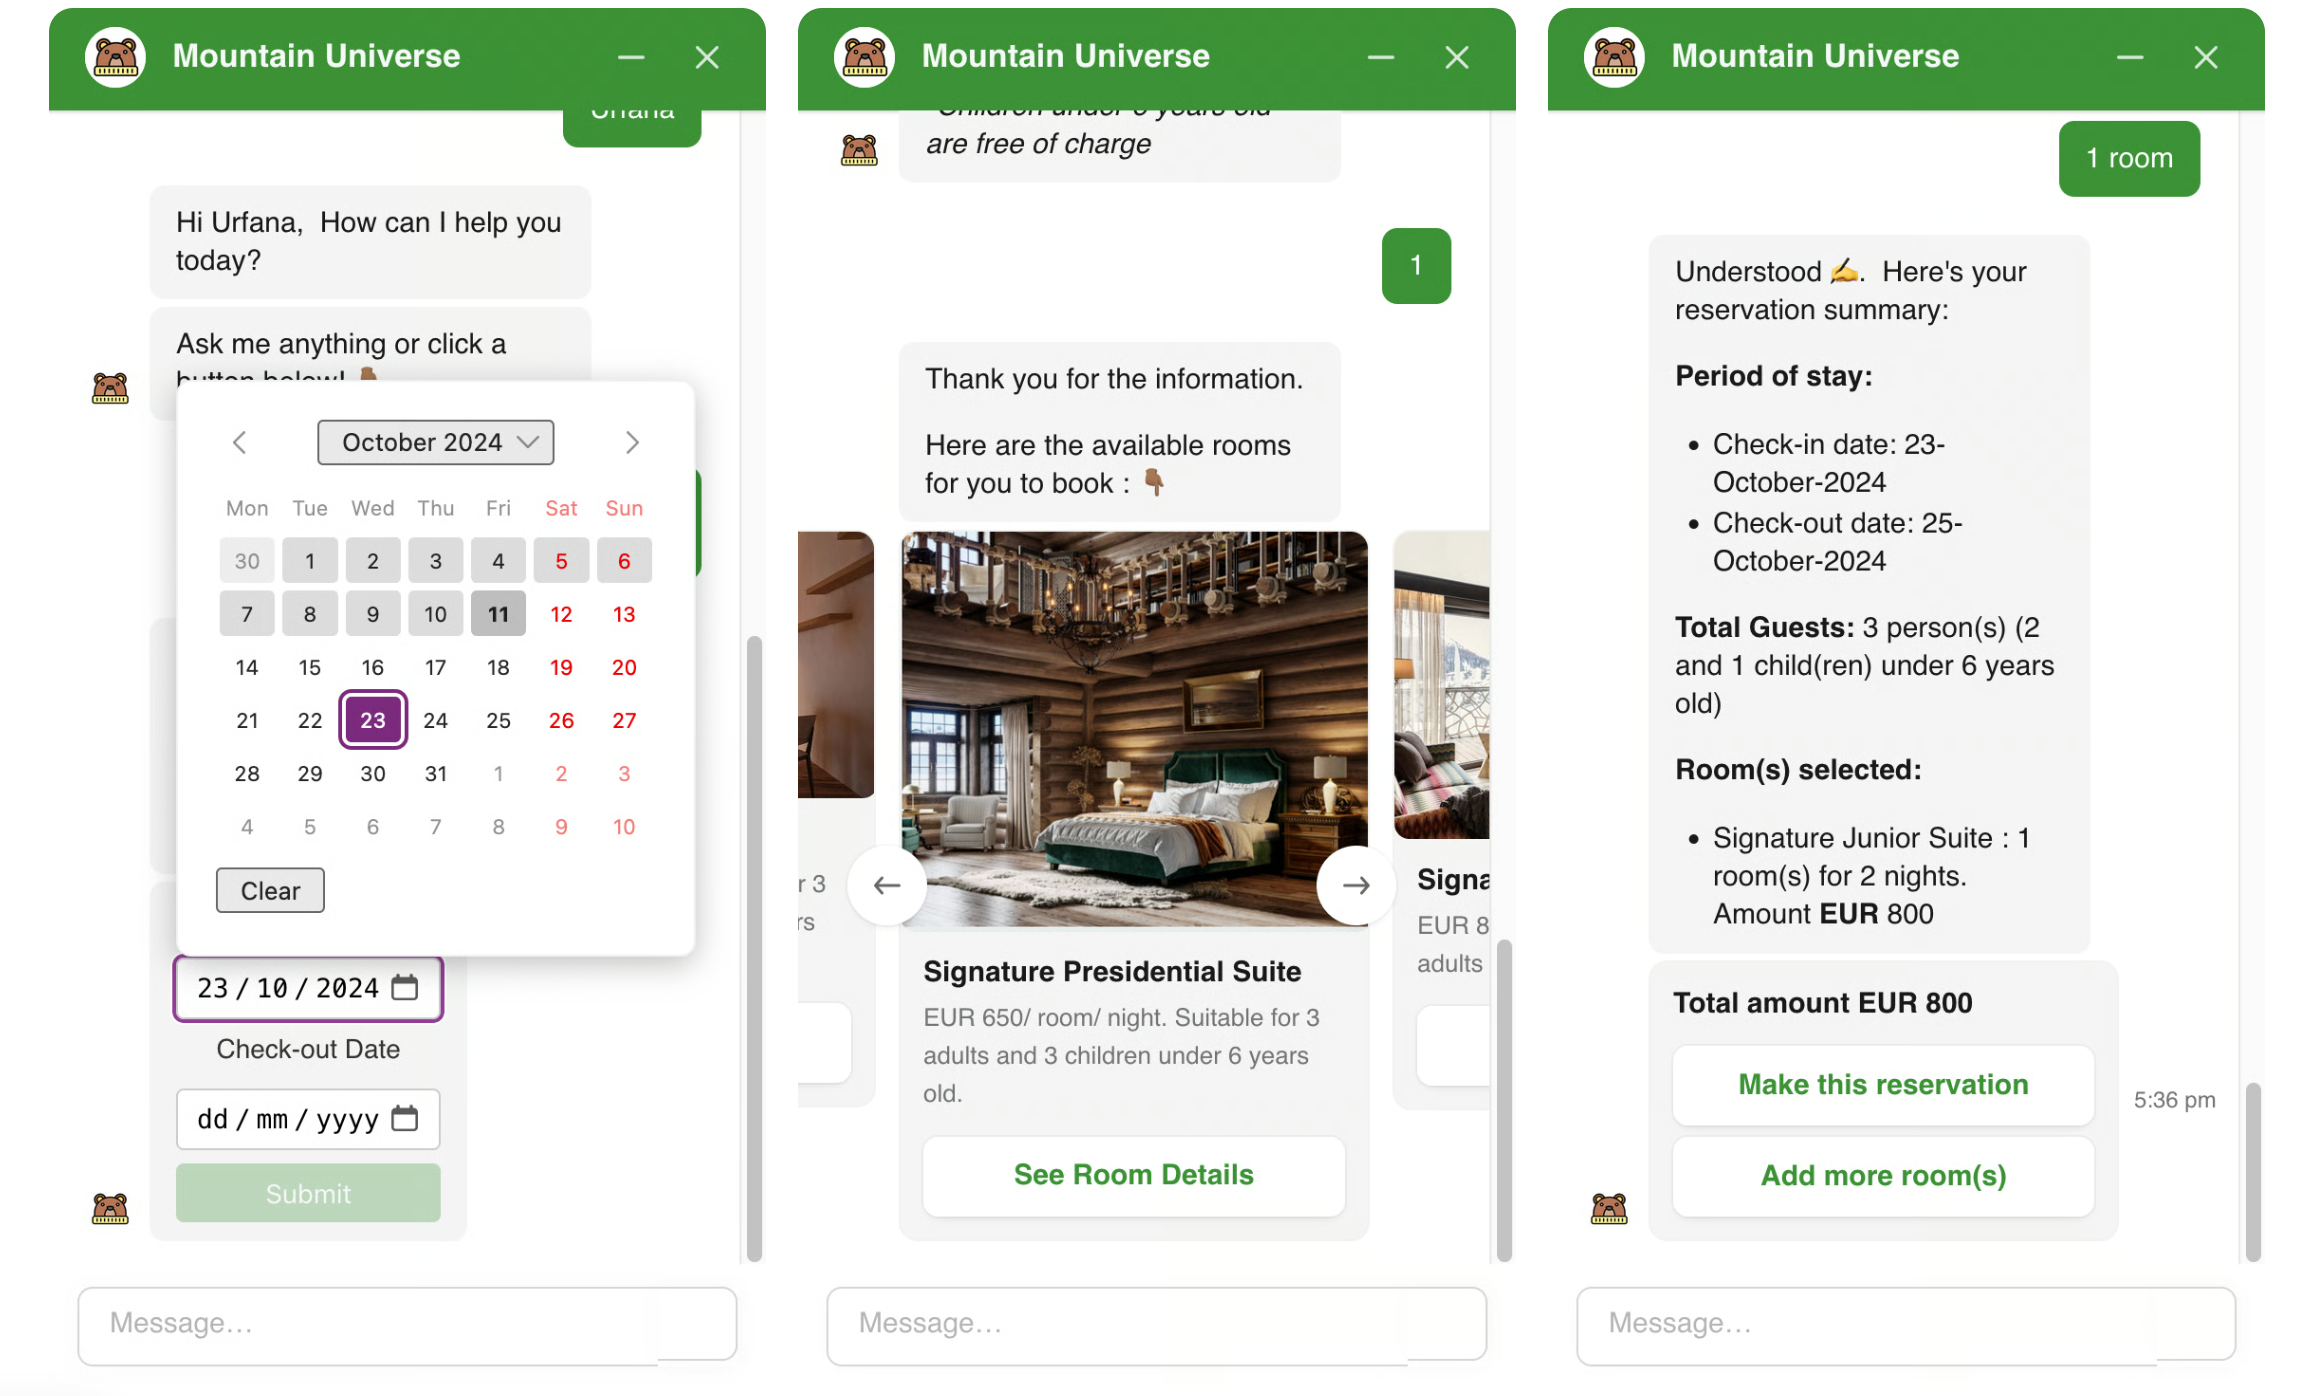 Mountain Universe
Urfana
Hi Urfana,  How can I help you
today?
Ask me anything or click a
button below! 👇🏾
October 2024
Mon Tue Wed Thu Fri Sat Sun
30 1 2 3 4 5 6
7 8 9 10 11 12 13
14 15 16 17 18 19 20
21 22 23 24 25 26 27
28 29 30 31 1 2 3
4 5 6 7 8 9 10
Clear
23 / 10 / 2024
Check-out Date
dd / mm / yyyy
Submit
Message...
Mountain Universe
Children under 6 years old
are free of charge
1
Thank you for the information.
Here are the available rooms
for you to book : 👇🏾
r 3
rs
Signature Presidential Suite
EUR 650/ room/ night. Suitable for 3
adults and 3 children under 6 years
old.
See Room Details
Signa
EUR 8
adults
Message...
Mountain Universe
1 room
Understood ✍️.  Here's your
reservation summary:
Period of stay:
• Check-in date: 23-
October-2024
• Check-out date: 25-
October-2024
Total Guests: 3 person(s) (2
and 1 child(ren) under 6 years
old)
Room(s) selected:
• Signature Junior Suite : 1
room(s) for 2 nights.
Amount EUR 800
Total amount EUR 800
Make this reservation
Add more room(s)
5:36 pm
Message...